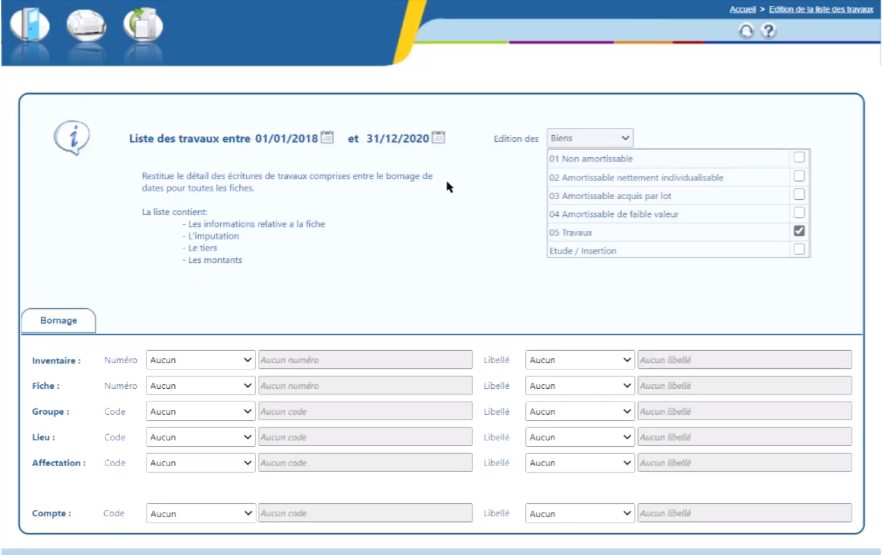 Accueil > Edition de la liste des travaux
Liste des travaux entre 01/01/2018 et 31/12/2020
Edition des Biens
Restitue le détail des écritures de travaux comprises entre le bornage de
dates pour toutes les fiches.
La liste contient:
- Les informations relative a la fiche
- L'imputation
- Le tiers
- Les montants
01 Non amortissable
02 Amortissable nettement individualisable
03 Amortissable acquis par lot
04 Amortissable de faible valeur
05 Travaux
Etude / Insertion
Bornage
Inventaire : Numéro Aucun Aucun numéro Libellé Aucun Aucun libellé
Fiche : Numéro Aucun Aucun numéro Libellé Aucun Aucun libellé
Groupe : Code Aucun Aucun code Libellé Aucun Aucun libellé
Lieu : Code Aucun Aucun code Libellé Aucun Aucun libellé
Affectation : Code Aucun Aucun code Libellé Aucun Aucun libellé
Compte : Code Aucun Aucun code Libellé Aucun Aucun libellé